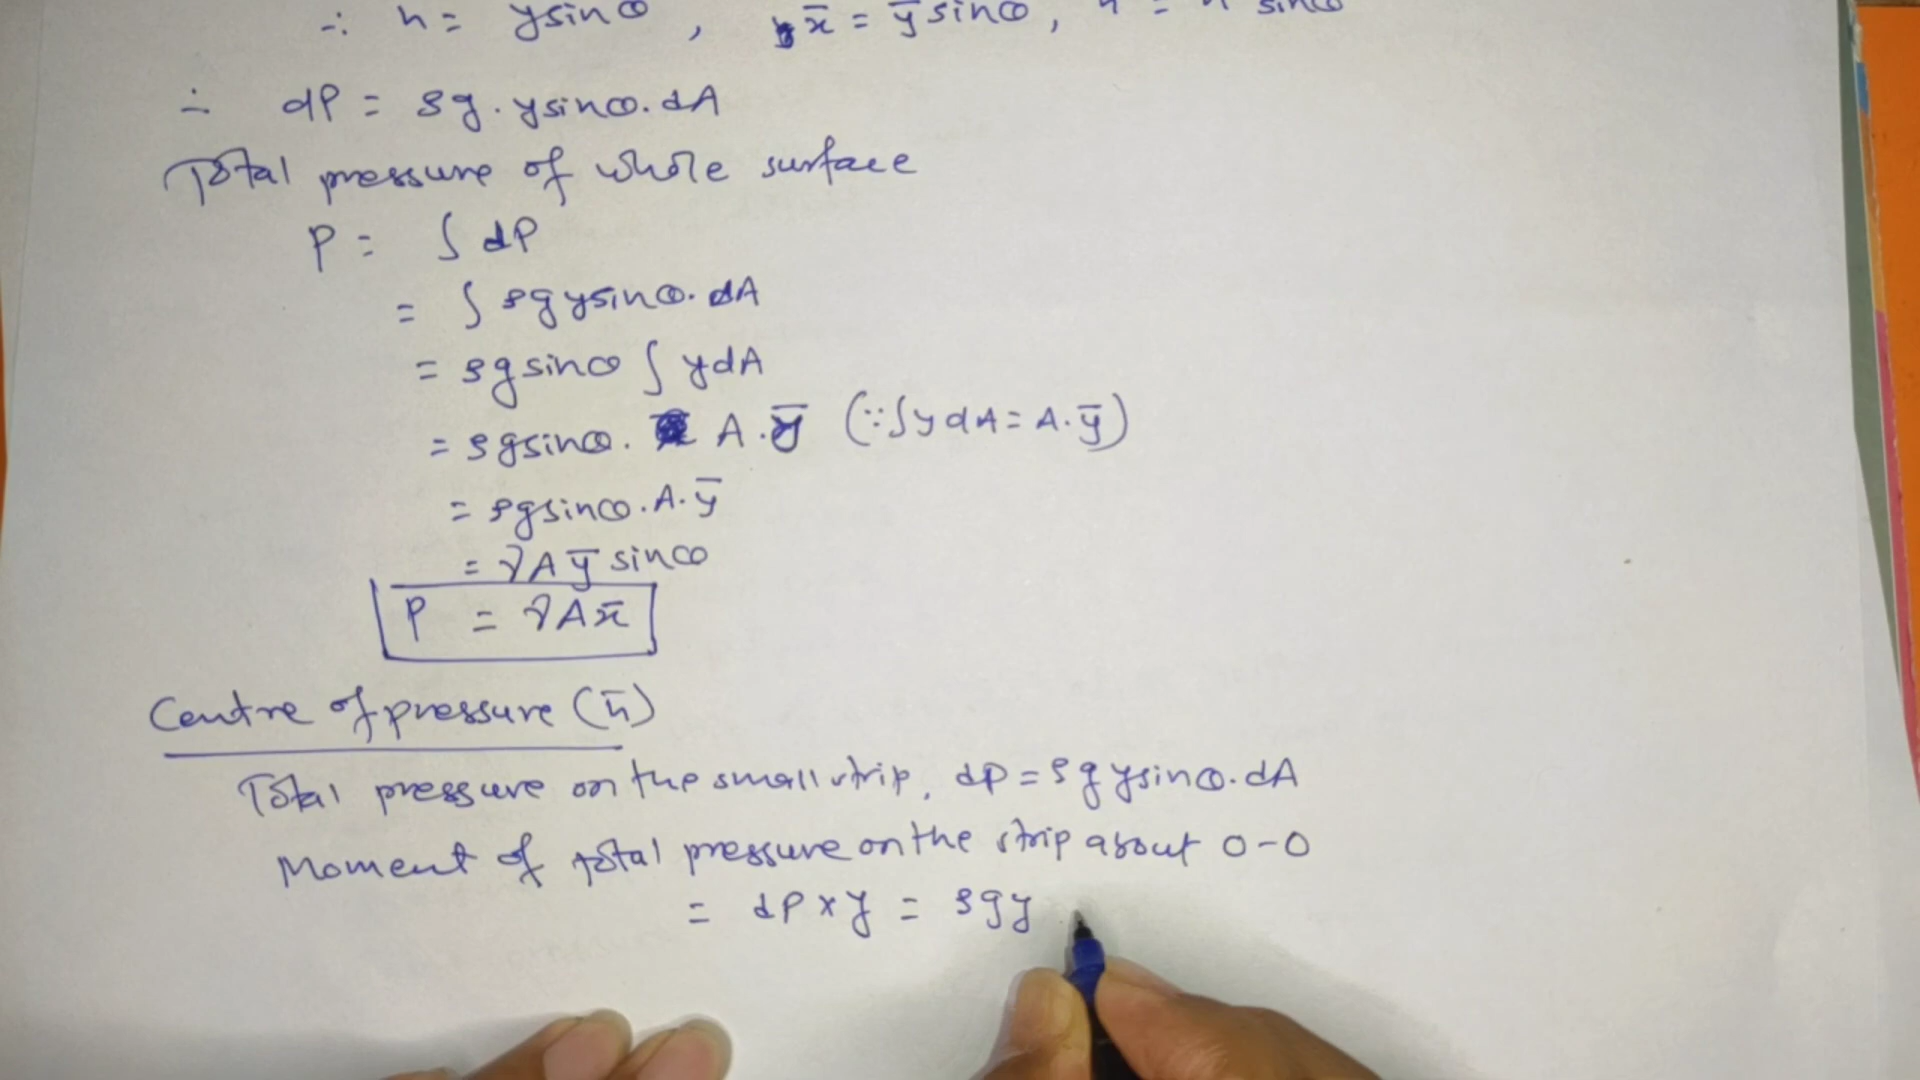 ∴ h = y sinθ , x̄ = ȳ sinθ , h̄ = sinθ
∴ dP = ρg. y sinθ. dA
Total pressure of whole surface
P = ∫ dP
= ∫ ρg y sinθ. dA
= ρg sinθ ∫ y dA
= ρg sinθ. A.ȳ (∵ ∫y dA = A.ȳ)
= ρg sinθ. A. ȳ
= γ A ȳ sinθ
P = γ A x̄
Centre of pressure (h̄)
Total pressure on the small strip, dP = ρg y sinθ. dA
Moment of total pressure on the strip about O-O
= dP × y = ρg y